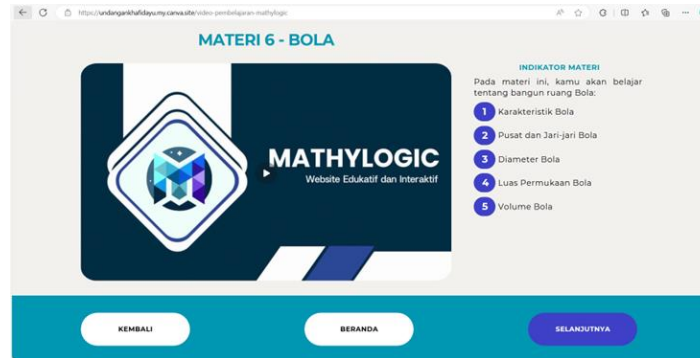 https://undangankhafidayu.my.canva.site/video-pembelajaran-mathylogic
MATERI 6 - BOLA
MATHYLOGIC
Website Edukatif dan Interaktif
INDIKATOR MATERI
Pada materi ini, kamu akan belajar
tentang bangun ruang Bola:
1 Karakteristik Bola
2 Pusat dan Jari-jari Bola
3 Diameter Bola
4 Luas Permukaan Bola
5 Volume Bola
KEMBALI
BERANDA
SELANJUTNYA